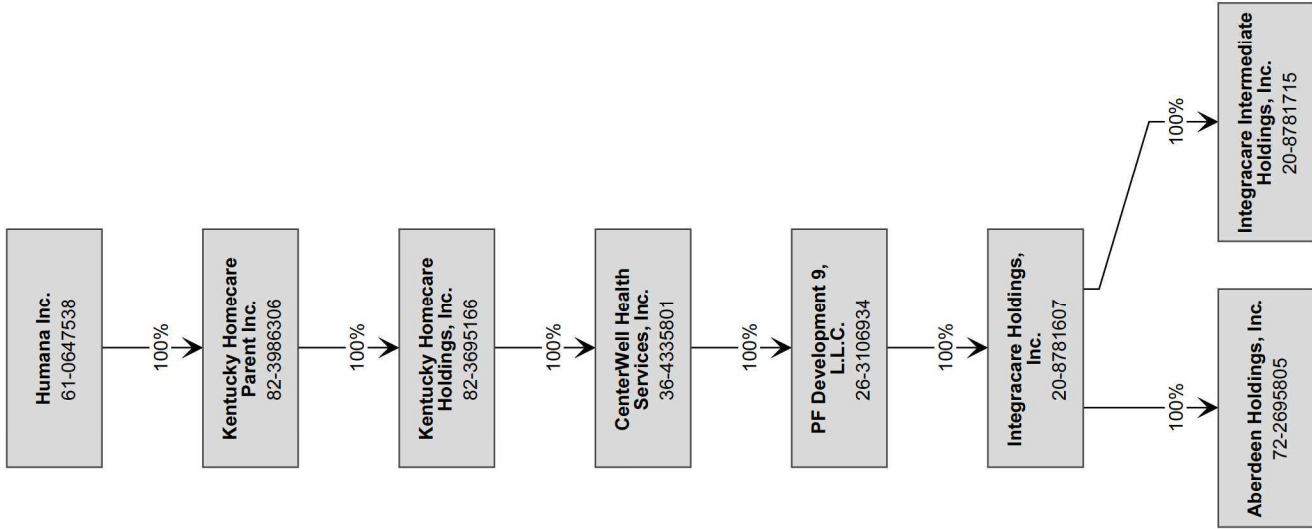 Humana Inc.
61-0647538
100%
Kentucky Homecare
Parent Inc.
82-3986306
100%
Kentucky Homecare
Holdings, Inc.
82-3695166
100%
CenterWell Health
Services, Inc.
36-4335801
100%
PF Development 9,
L.L.C.
26-3106934
100%
Integracare Holdings,
Inc.
20-8781607
100%
Aberdeen Holdings, Inc.
72-2695805
100%
Integracare Intermediate
Holdings, Inc.
20-8781715